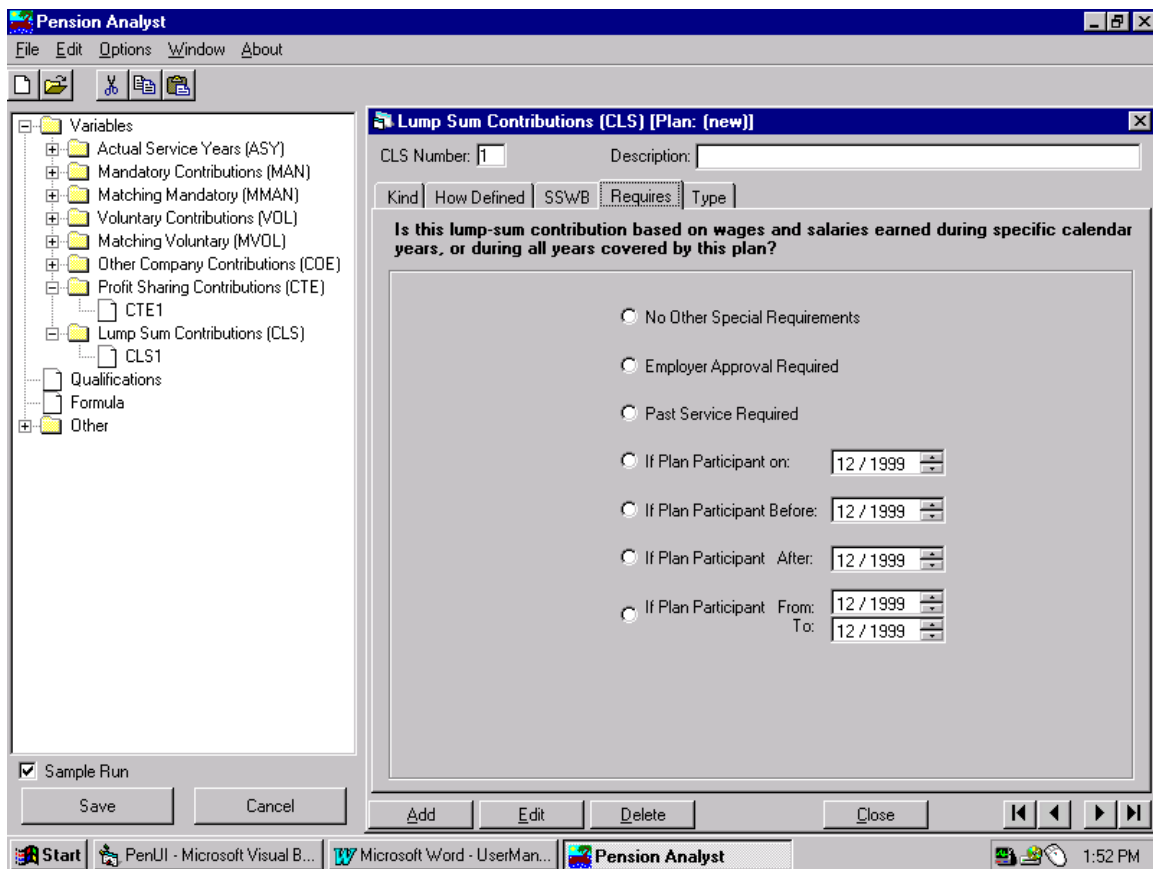 Pension Analyst
File Edit Options Window About
Variables
Actual Service Years (ASY)
Mandatory Contributions (MAN)
Matching Mandatory (MMAN)
Voluntary Contributions (VOL)
Matching Voluntary (MVOL)
Other Company Contributions (COE)
Profit Sharing Contributions (CTE)
CTE1
Lump Sum Contributions (CLS)
CLS1
Qualifications
Formula
Other
Sample Run
Save Cancel
Lump Sum Contributions (CLS) [Plan: (new)]
CLS Number: 1 Description:
Kind How Defined SSWB Requires Type
Is this lump-sum contribution based on wages and salaries earned during specific calendar
years, or during all years covered by this plan?
No Other Special Requirements
Employer Approval Required
Past Service Required
If Plan Participant on: 12 / 1999
If Plan Participant Before: 12 / 1999
If Plan Participant After: 12 / 1999
If Plan Participant From: 12 / 1999
To: 12 / 1999
Add Edit Delete Close
Start PenUI - Microsoft Visual B... Microsoft Word - UserMan... Pension Analyst 1:52 PM